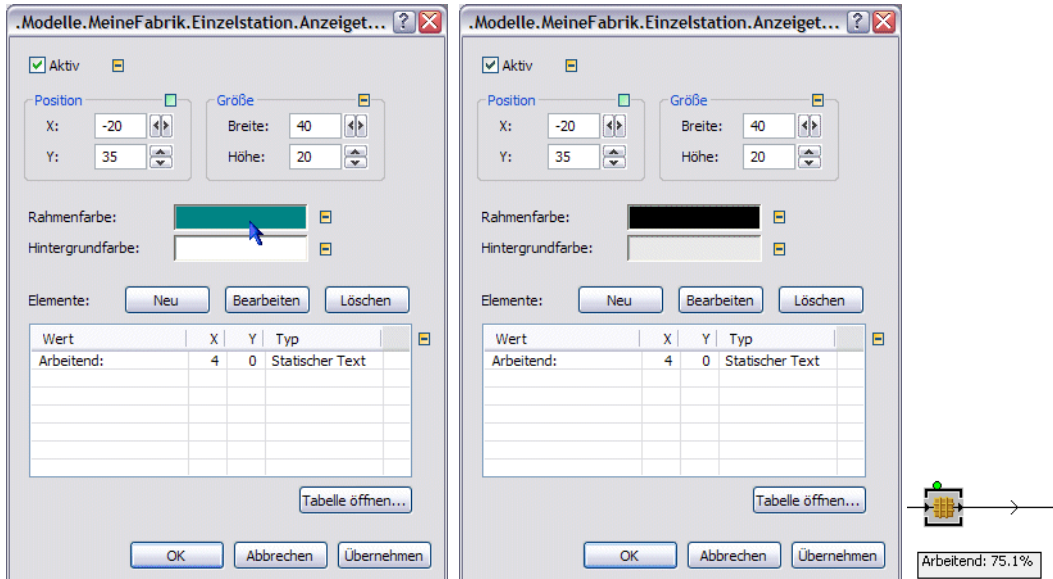 .Modelle.MeineFabrik.Einzelstation.Anzeiget...
Aktiv
Position
Größe
X: -20
Breite: 40
Y: 35
Höhe: 20
Rahmenfarbe:
Hintergrundfarbe:
Elemente: Neu Bearbeiten Löschen
Wert X Y Typ
Arbeitend: 4 0 Statischer Text
Tabelle öffnen...
OK Abbrechen Übernehmen
.Modelle.MeineFabrik.Einzelstation.Anzeiget...
Aktiv
Position
Größe
X: -20
Breite: 40
Y: 35
Höhe: 20
Rahmenfarbe:
Hintergrundfarbe:
Elemente: Neu Bearbeiten Löschen
Wert X Y Typ
Arbeitend: 4 0 Statischer Text
Tabelle öffnen...
OK Abbrechen Übernehmen
Arbeitend: 75.1%